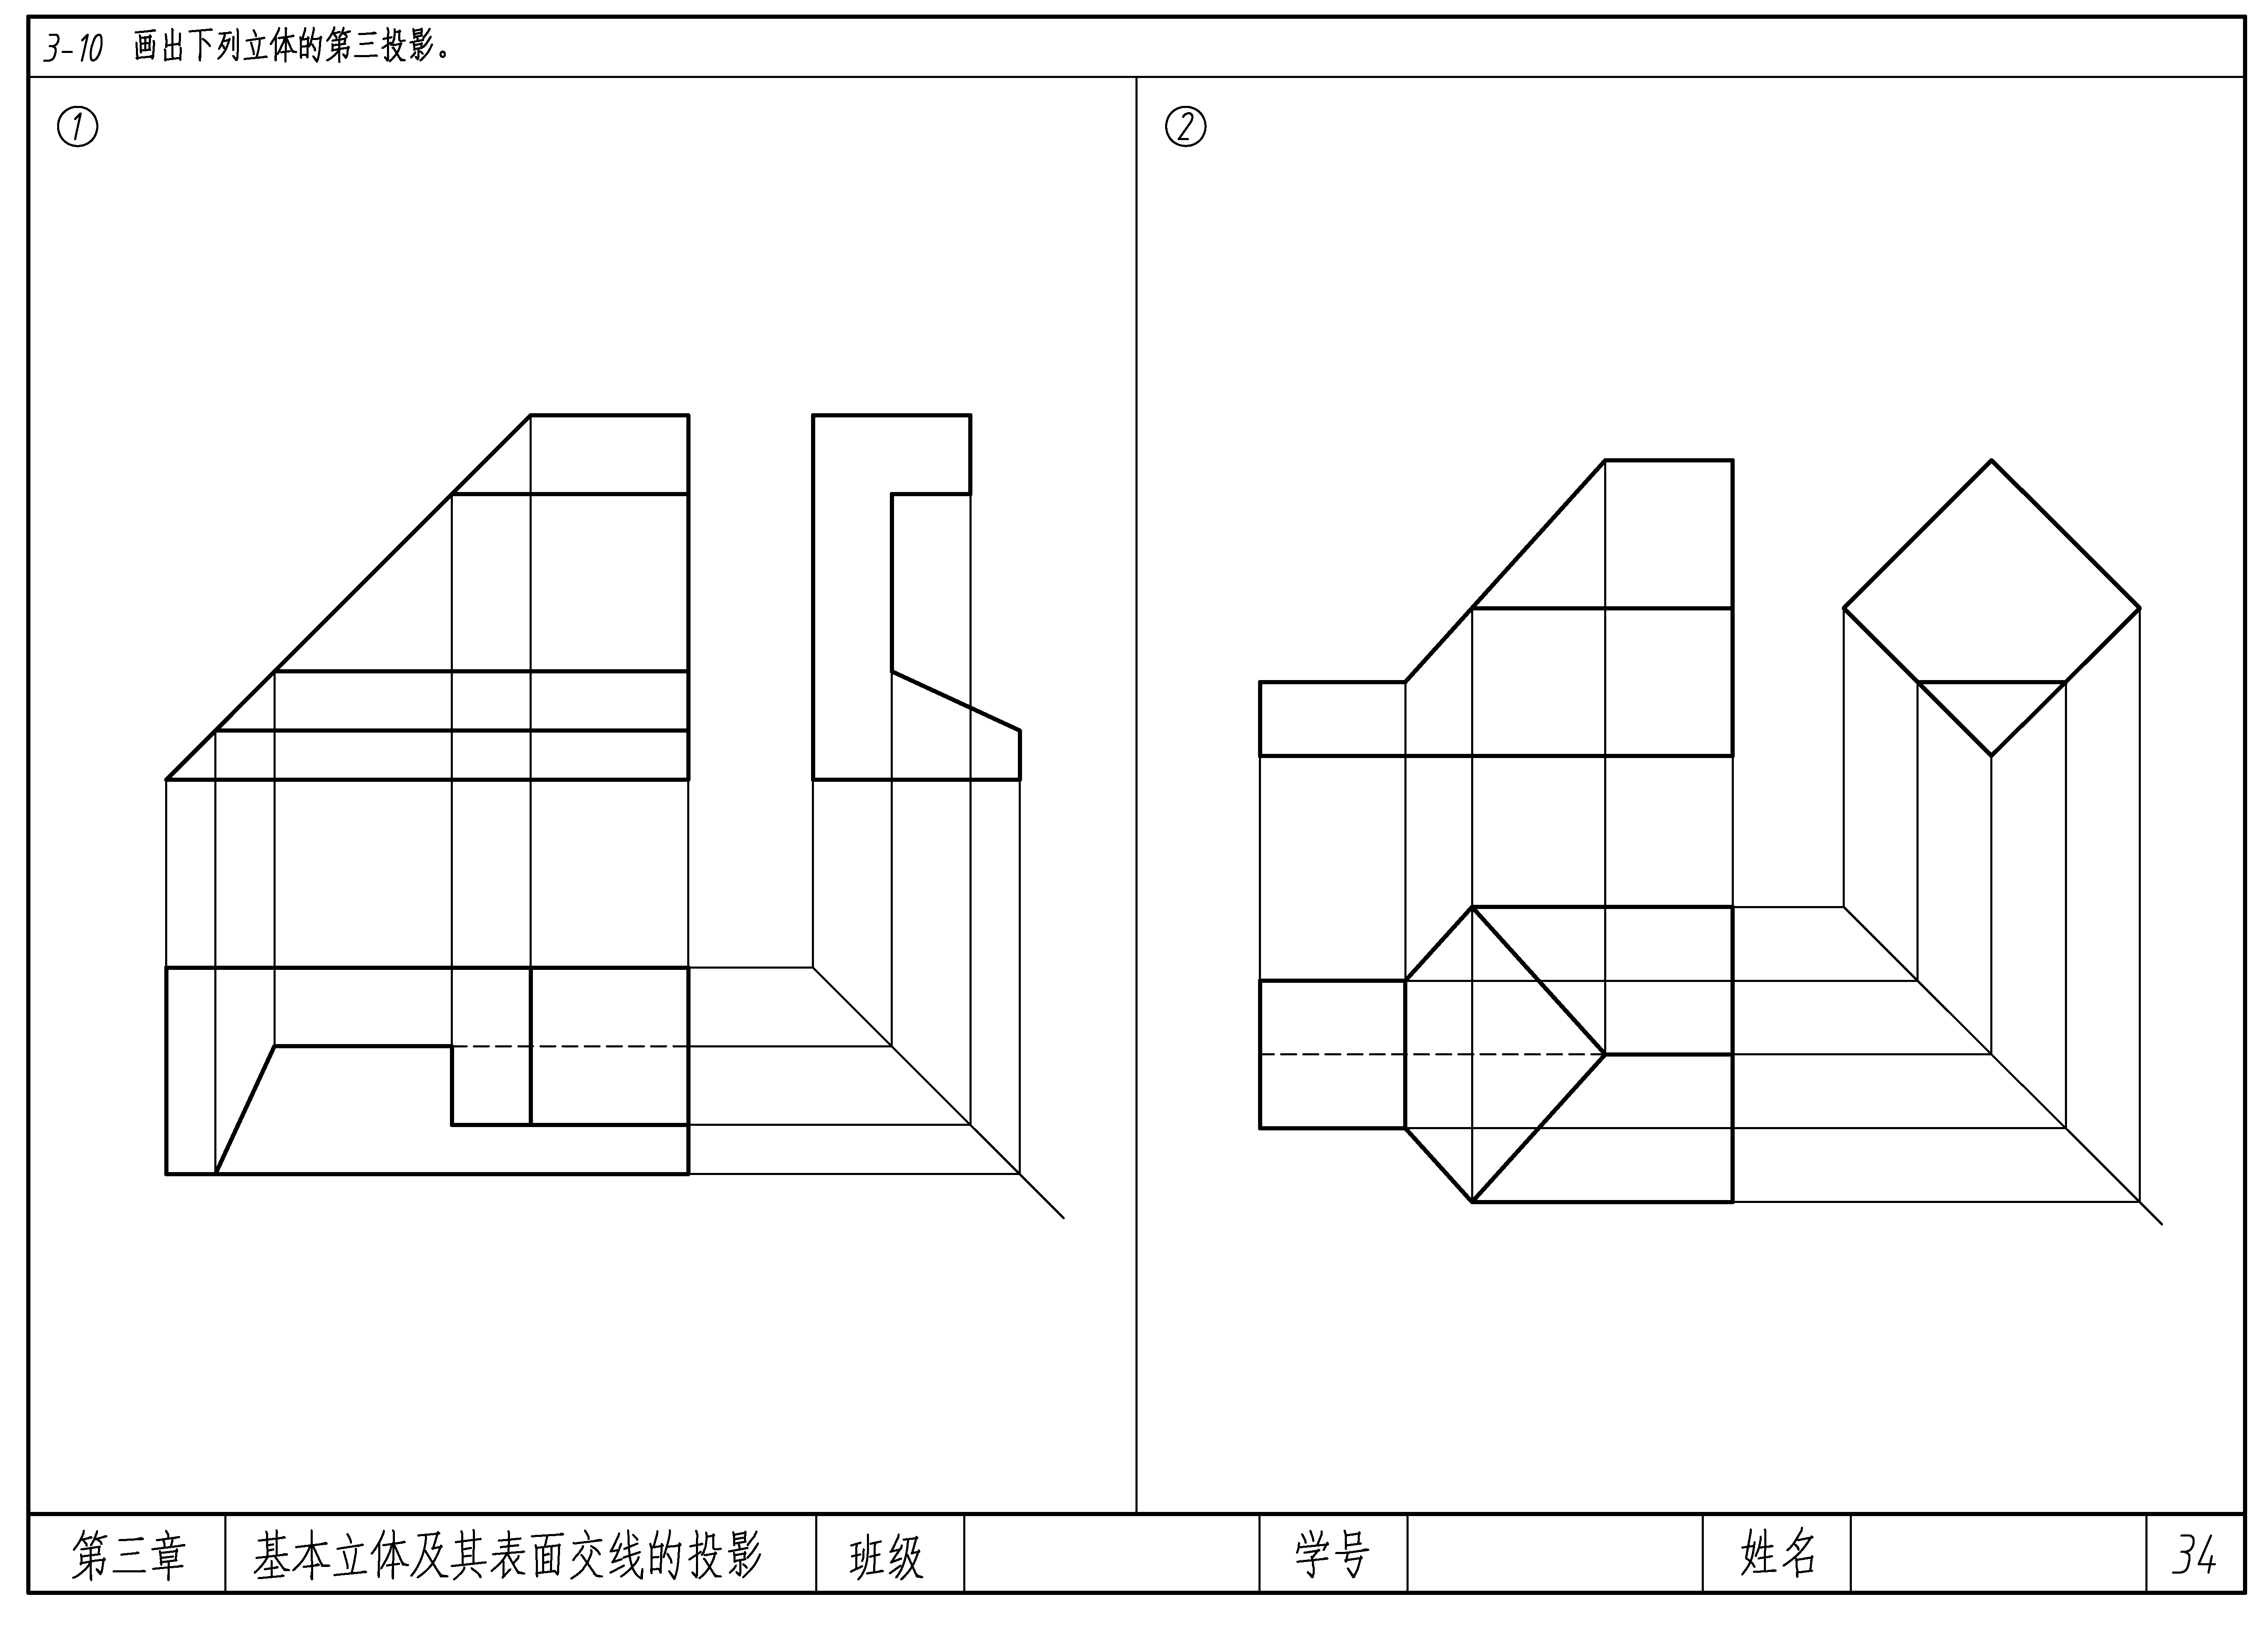 3-10 画出下列立体的第三投影。
①
②
第三章 基本立体及其表面交线的投影 班级 学号 姓名 34